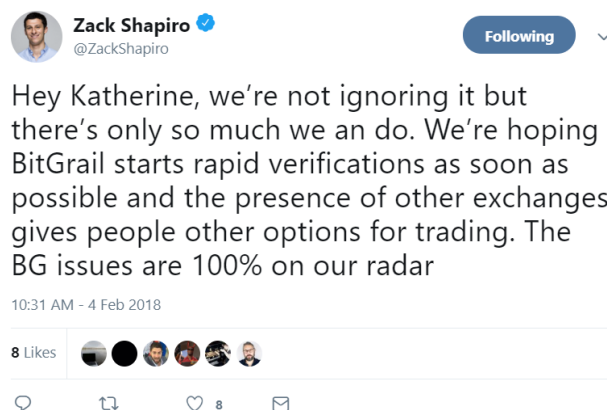 Zack Shapiro
@ZackShapiro
Following
Hey Katherine, we’re not ignoring it but
there’s only so much we an do. We’re hoping
BitGrail starts rapid verifications as soon as
possible and the presence of other exchanges
gives people other options for trading. The
BG issues are 100% on our radar
10:31 AM - 4 Feb 2018
8 Likes
8